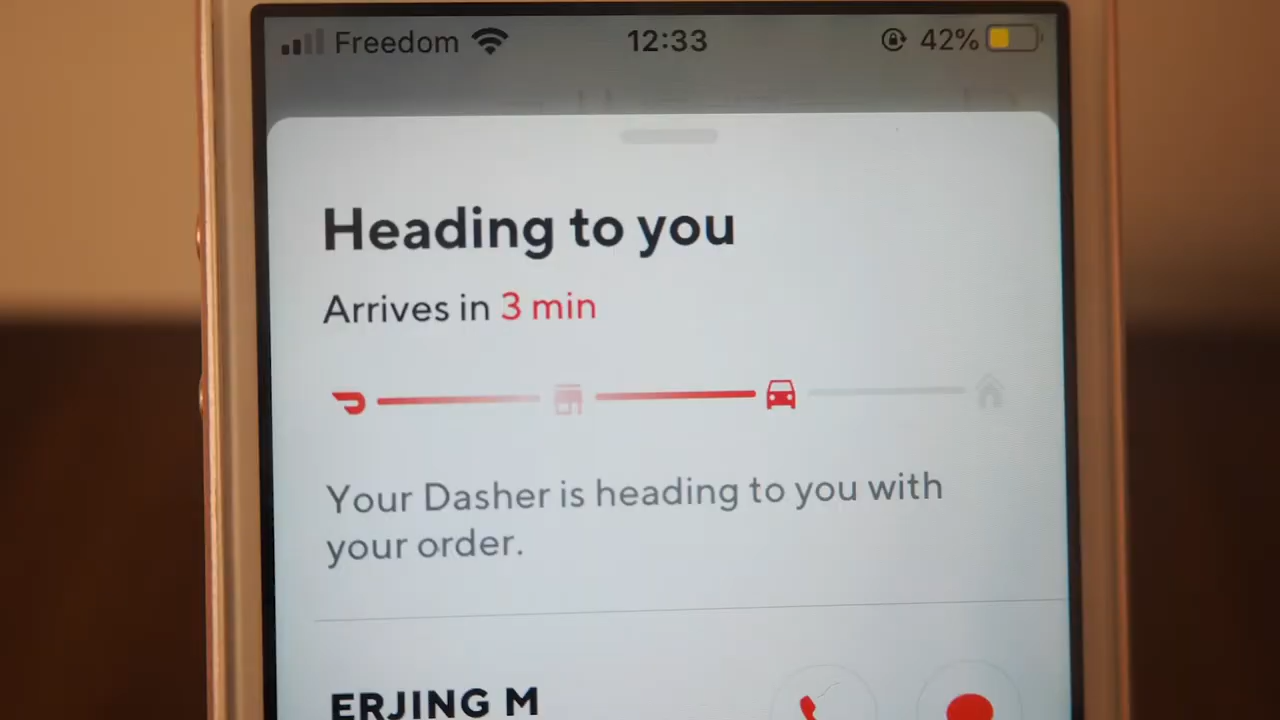 Freedom 12:33 42%
Heading to you
Arrives in 3 min
Your Dasher is heading to you with
your order.
ERJING M